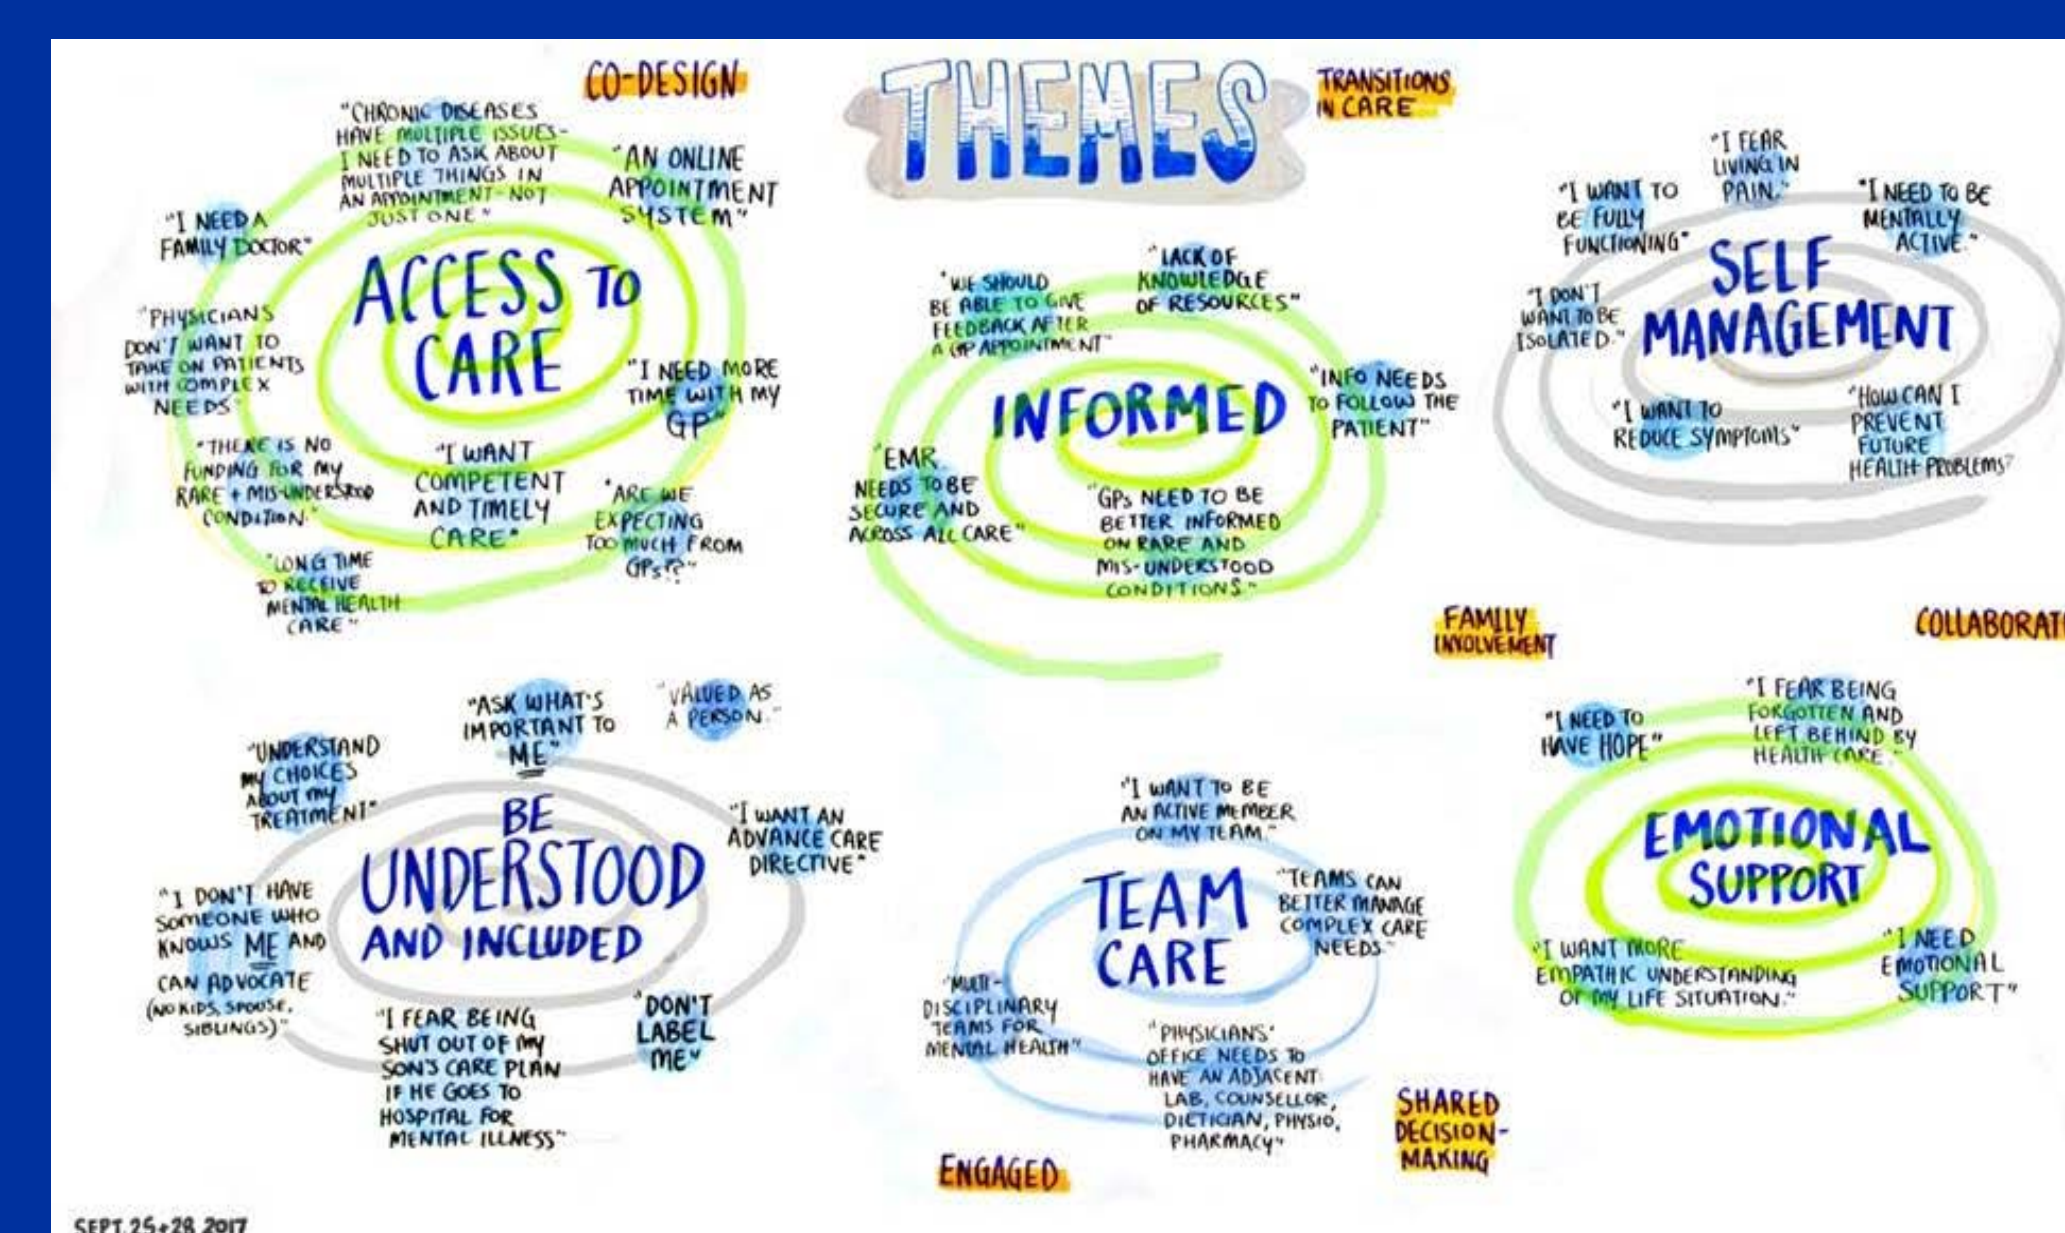 CO-DESIGN
THEMES
TRANSITIONS
IN CARE
"CHRONIC DISEASES
HAVE MULTIPLE ISSUES-
I NEED TO ASK ABOUT
MULTIPLE THINGS IN
AN APPOINTMENT-NOT
JUST ONE"
"AN ONLINE
APPOINTMENT
SYSTEM"
"I NEED A
FAMILY DOCTOR"
ACCESS TO
CARE
"PHYSICIANS
DON'T WANT TO
TAKE ON PATIENTS
WITH COMPLEX
NEEDS"
"I NEED MORE
TIME WITH MY
GP"
"THERE IS NO
FUNDING FOR MY
RARE + MIS-UNDERSTOOD
CONDITION."
"I WANT
COMPETENT
AND TIMELY
CARE"
"ARE WE
EXPECTING
TOO MUCH FROM
GPs!?"
"LONG TIME
TO RECEIVE
MENTAL HEALTH
CARE"
"WE SHOULD
BE ABLE TO GIVE
FEEDBACK AFTER
A GP APPOINTMENT"
"LACK OF
KNOWLEDGE
OF RESOURCES"
INFORMED
"INFO NEEDS
TO FOLLOW THE
PATIENT"
"EMR
NEEDS TO BE
SECURE AND
ACROSS ALL CARE"
"GPs NEED TO BE
BETTER INFORMED
ON RARE AND
MIS-UNDERSTOOD
CONDITIONS."
"I FEAR
LIVING IN
PAIN."
"I WANT TO
BE FULLY
FUNCTIONING"
"I NEED TO BE
MENTALLY
ACTIVE."
SELF
MANAGEMENT
"I DON'T
WANT TO BE
ISOLATED."
"I WANT TO
REDUCE SYMPTOMS"
"HOW CAN I
PREVENT
FUTURE
HEALTH PROBLEMS?
FAMILY
INVOLVEMENT
COLLABORAT
"ASK WHAT'S
IMPORTANT TO
ME"
"VALUED AS
A PERSON."
"UNDERSTAND
MY CHOICES
ABOUT MY
TREATMENT"
BE
UNDERSTOOD
AND INCLUDED
"I WANT AN
ADVANCE CARE
DIRECTIVE"
"I DON'T HAVE
SOMEONE WHO
KNOWS ME AND
CAN ADVOCATE
(NO KIDS, SPOUSE,
SIBLINGS)"
"I FEAR BEING
SHUT OUT OF MY
SON'S CARE PLAN
IF HE GOES TO
HOSPITAL FOR
MENTAL ILLNESS"
"DON'T
LABEL
ME"
"I WANT TO BE
AN ACTIVE MEMBER
ON MY TEAM."
TEAM
CARE
"TEAMS CAN
BETTER MANAGE
COMPLEX CARE
NEEDS."
"MULTI-
DISCIPLINARY
TEAMS FOR
MENTAL HEALTH"
"PHYSICIANS'
OFFICE NEEDS TO
HAVE AN ADJACENT
LAB, COUNSELLOR,
DIETICIAN, PHYSIO,
PHARMACY"
"I NEED TO
HAVE HOPE"
"I FEAR BEING
FORGOTTEN AND
LEFT BEHIND BY
HEALTH CARE."
EMOTIONAL
SUPPORT
"I WANT MORE
EMPATHIC UNDERSTANDING
OF MY LIFE SITUATION."
"I NEED
EMOTIONAL
SUPPORT"
SHARED
DECISION-
MAKING
ENGAGED
SEPT. 25+28 2017